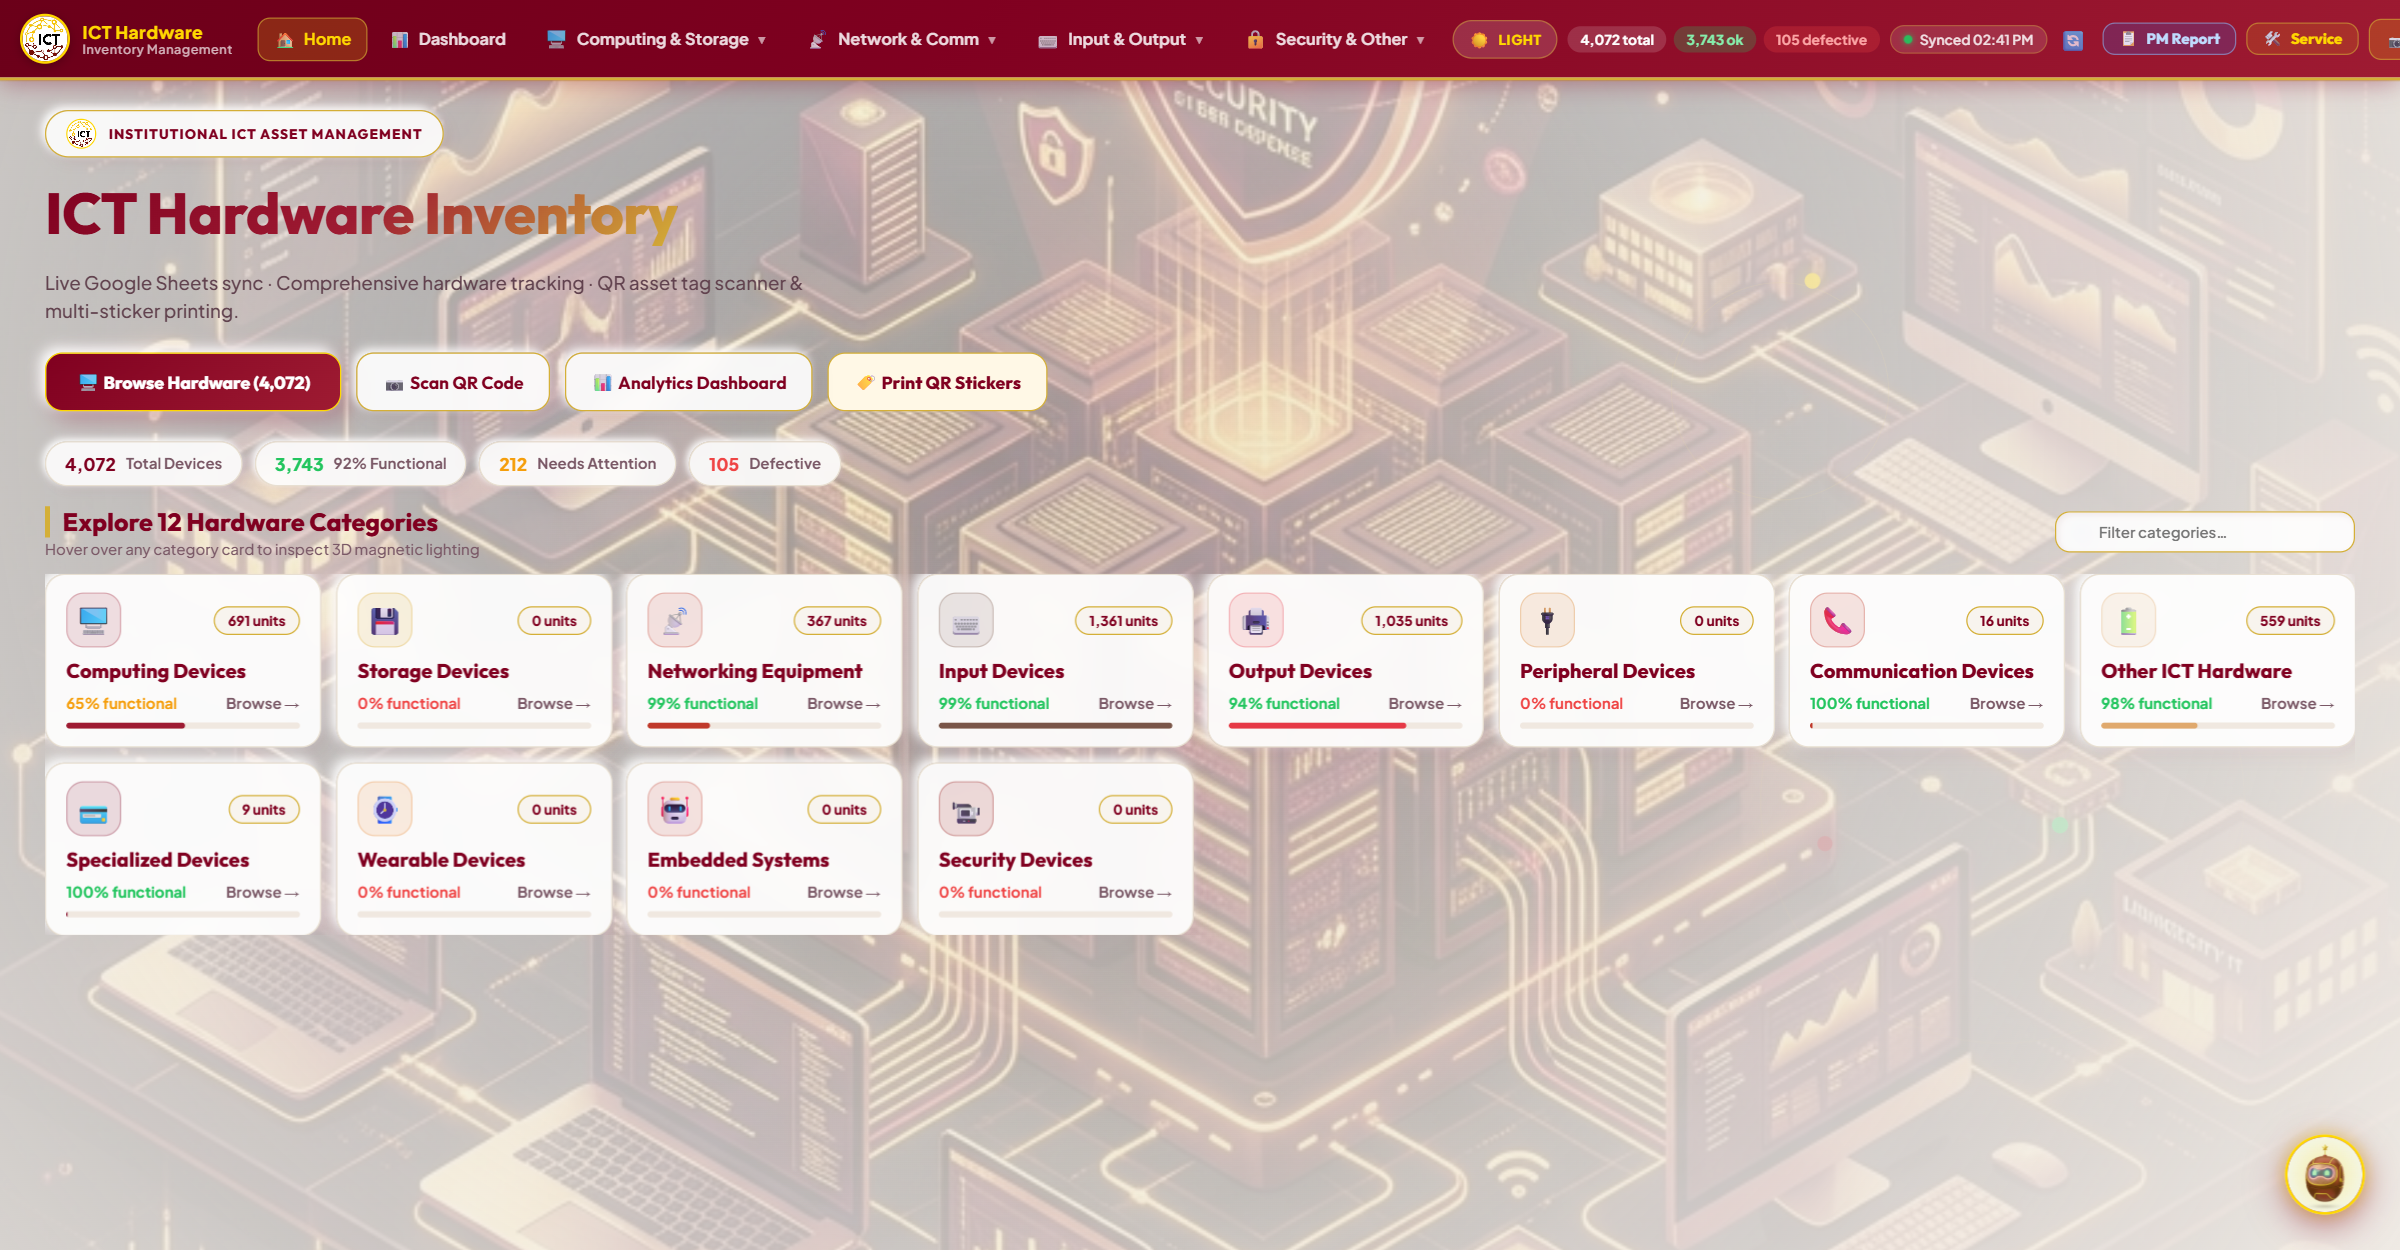 ICT
ICT Hardware
Inventory Management
Home
Dashboard
Computing & Storage ▾
Network & Comm ▾
Input & Output ▾
Security & Other ▾
LIGHT
4,072 total
3,743 ok
105 defective
Synced 02:41 PM
PM Report
Service
ICT
INSTITUTIONAL ICT ASSET MANAGEMENT
ICT Hardware Inventory
Live Google Sheets sync · Comprehensive hardware tracking · QR asset tag scanner &
multi-sticker printing.
Browse Hardware (4,072)
Scan QR Code
Analytics Dashboard
Print QR Stickers
4,072 Total Devices
3,743 92% Functional
212 Needs Attention
105 Defective
Explore 12 Hardware Categories
Hover over any category card to inspect 3D magnetic lighting
Filter categories...
691 units
Computing Devices
65% functional Browse →
0 units
Storage Devices
0% functional Browse →
367 units
Networking Equipment
99% functional Browse →
1,361 units
Input Devices
99% functional Browse →
1,035 units
Output Devices
94% functional Browse →
0 units
Peripheral Devices
0% functional Browse →
16 units
Communication Devices
100% functional Browse →
559 units
Other ICT Hardware
98% functional Browse →
9 units
Specialized Devices
100% functional Browse →
0 units
Wearable Devices
0% functional Browse →
0 units
Embedded Systems
0% functional Browse →
0 units
Security Devices
0% functional Browse →